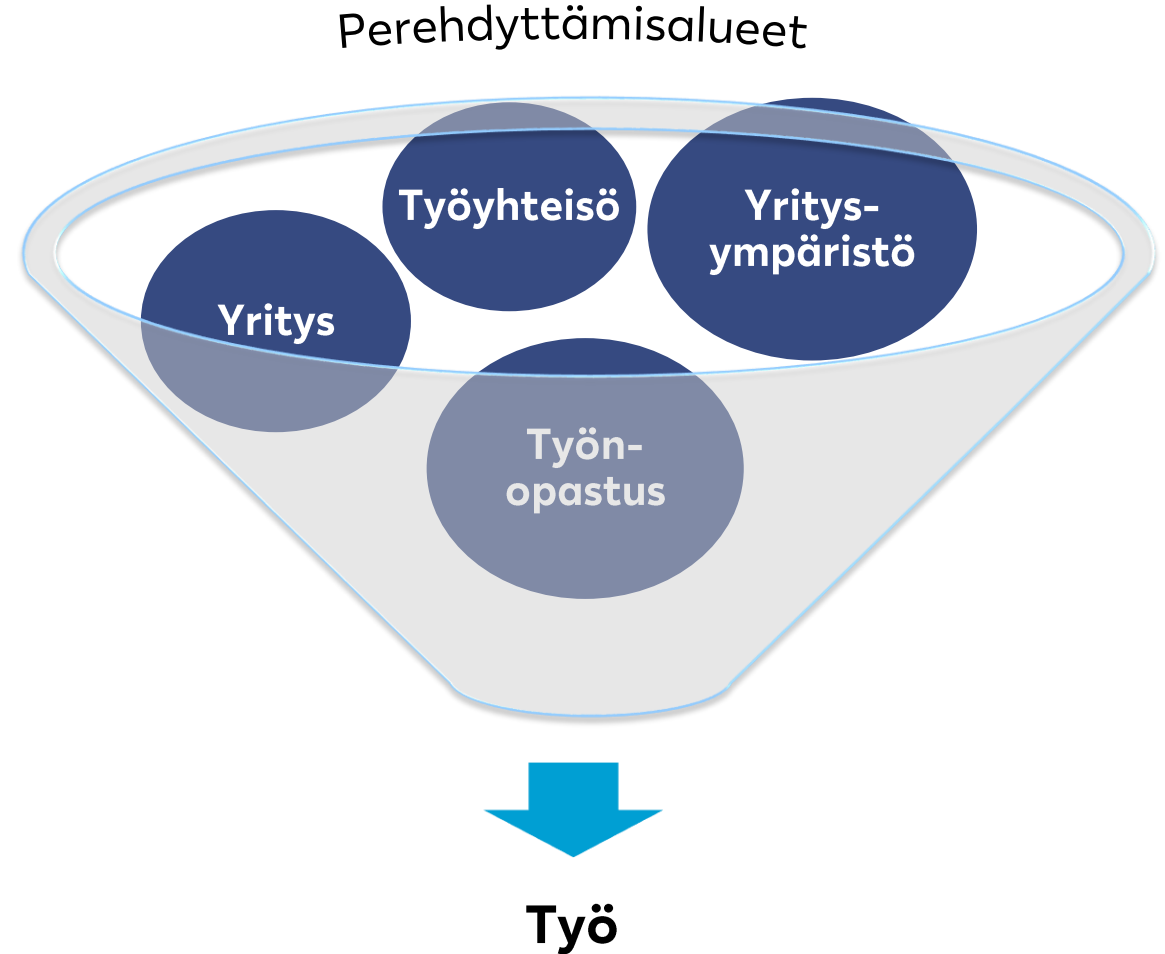 Perehdyttämisalueet
Työyhteisö
Yritys-
ympäristö
Yritys
Työn-
opastus
Työ